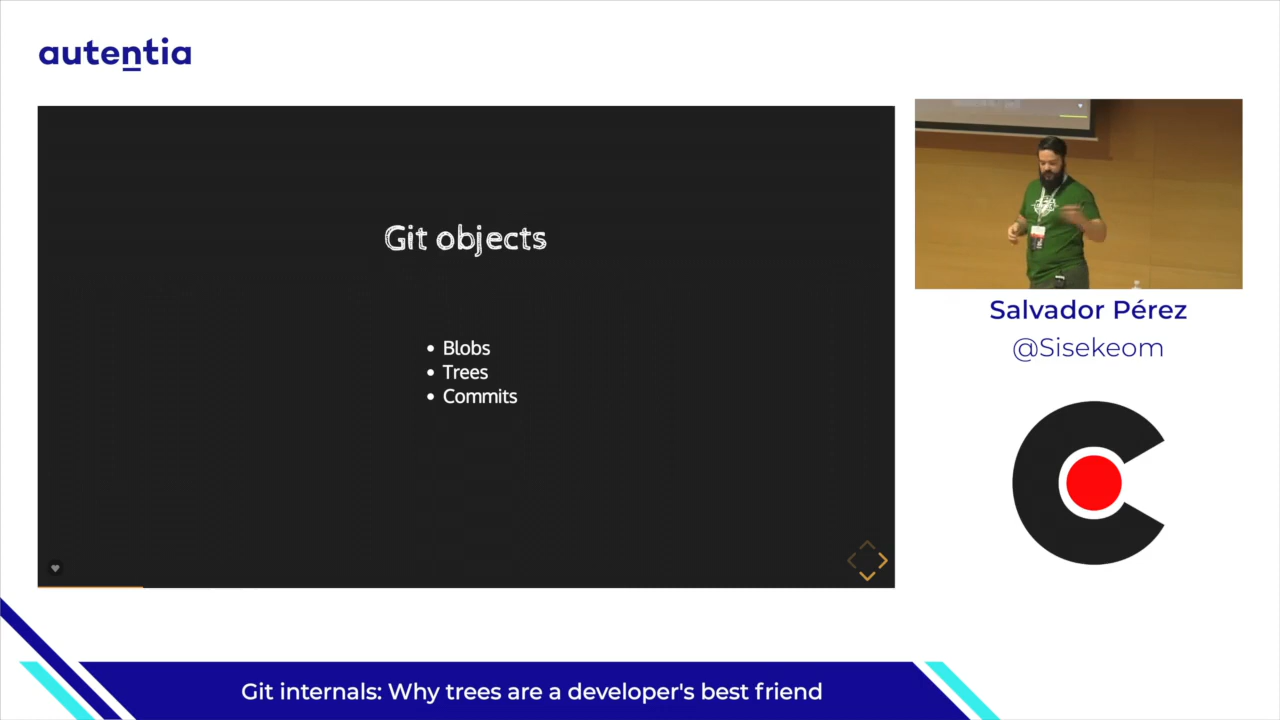 autentia
Git objects
Blobs
Trees
Commits
Salvador Pérez
@Sisekeom
Git internals: Why trees are a developer's best friend